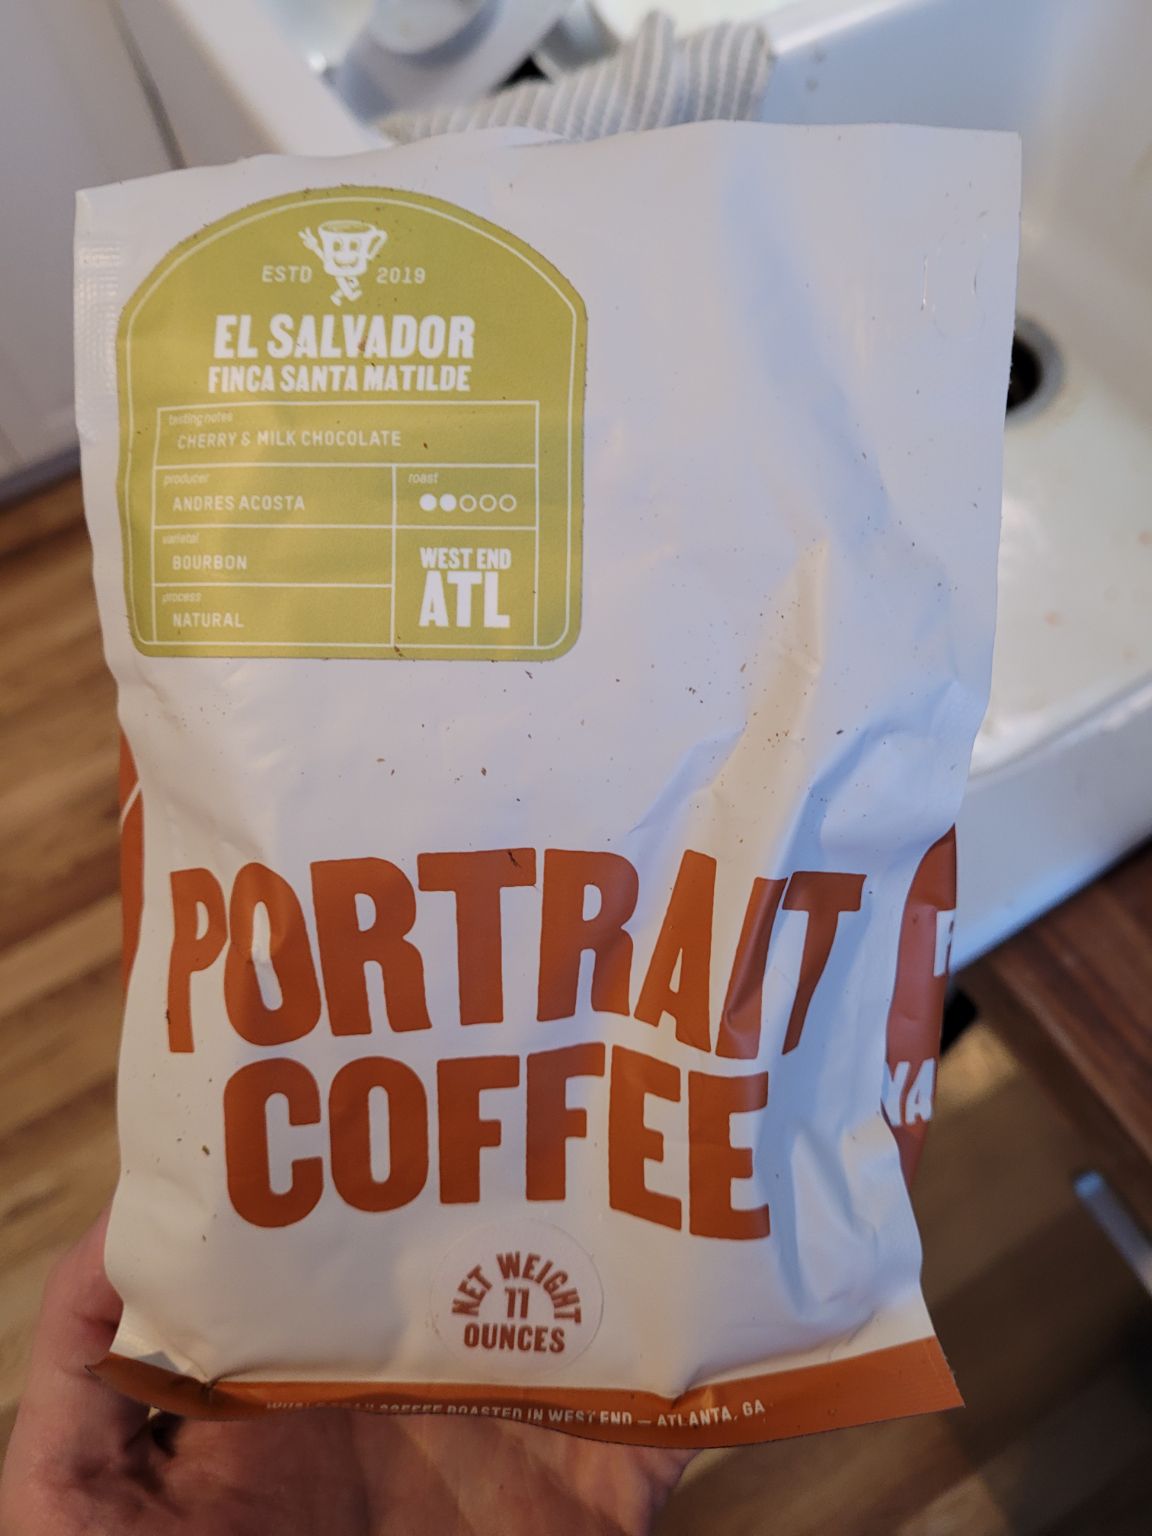 ESTD 2019
EL SALVADOR
FINCA SANTA MATILDE
tasting notes
CHERRY & MILK CHOCOLATE
producer
ANDRES ACOSTA
roast
varietal
BOURBON
WEST END
ATL
process
NATURAL
PORTRAIT
COFFEE
NET WEIGHT
11
OUNCES
COFFEE ROASTED IN WEST END — ATLANTA, GA